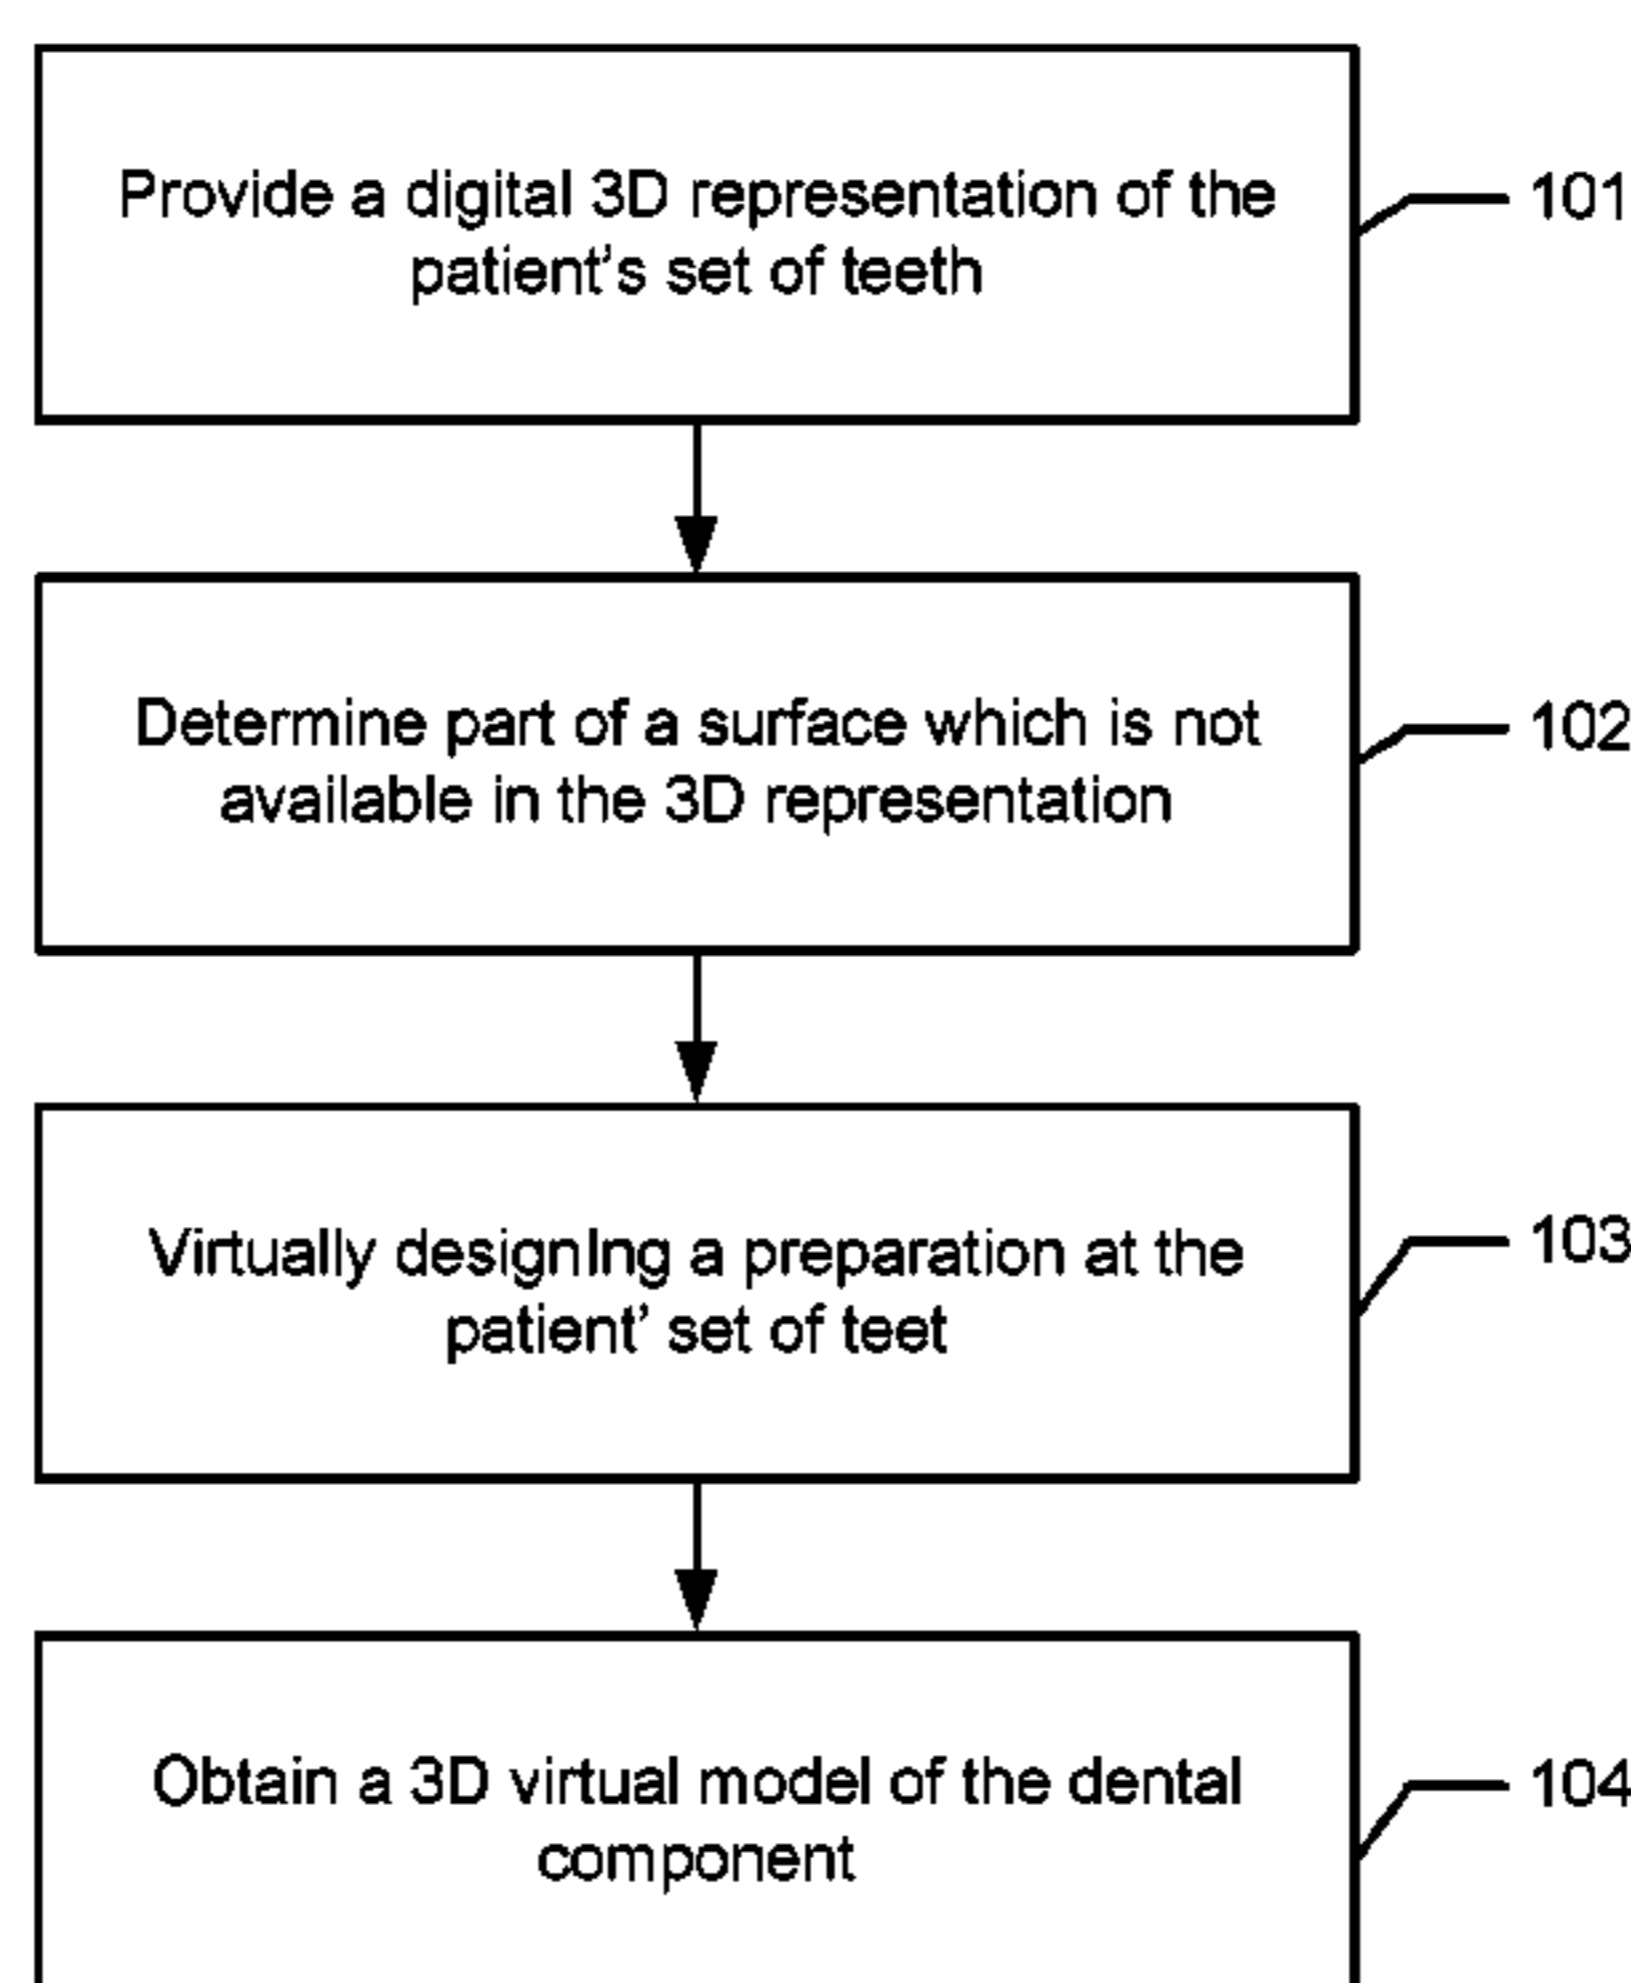 Provide a digital 3D representation of the
patient's set of teeth
101
Determine part of a surface which is not
available in the 3D representation
102
Virtually designIng a preparation at the
patient' set of teet
103
Obtain a 3D virtual model of the dental
component
104